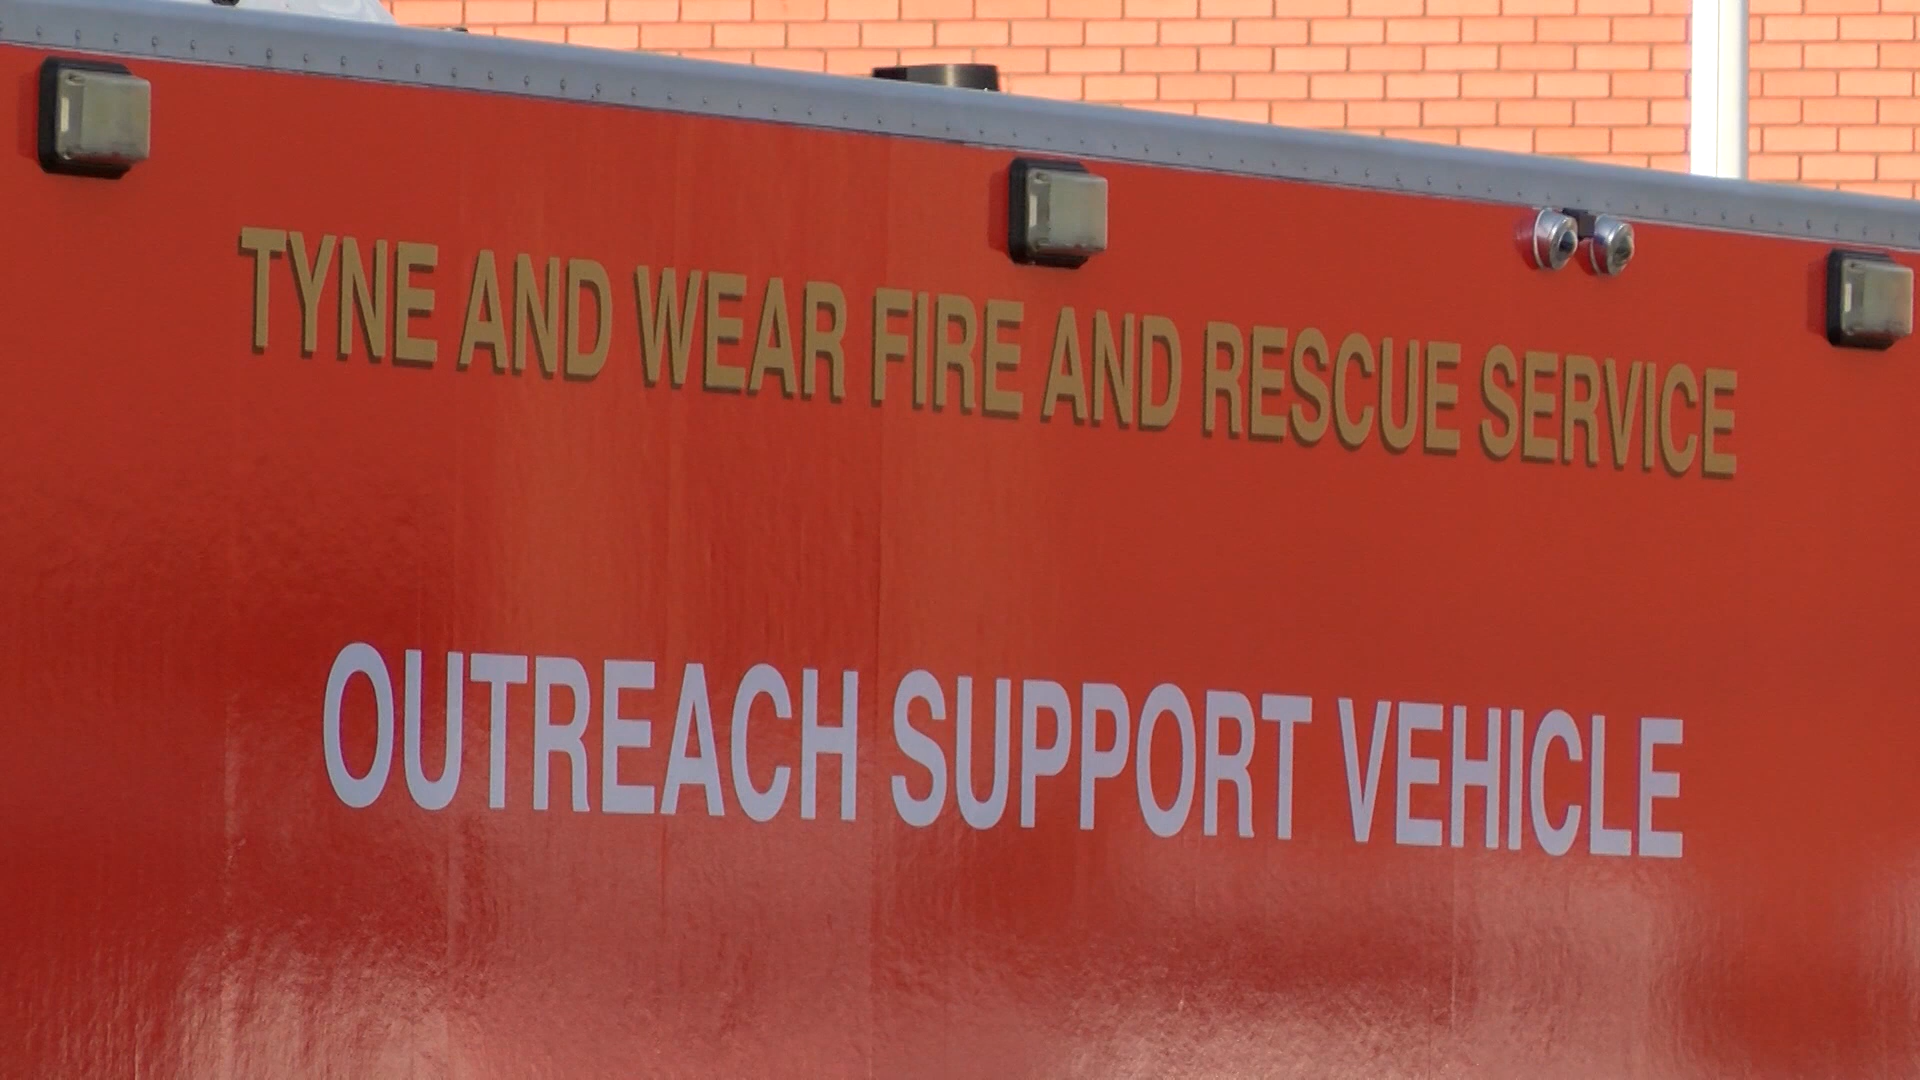 TYNE AND WEAR FIRE AND RESCUE SERVICE
OUTREACH SUPPORT VEHICLE